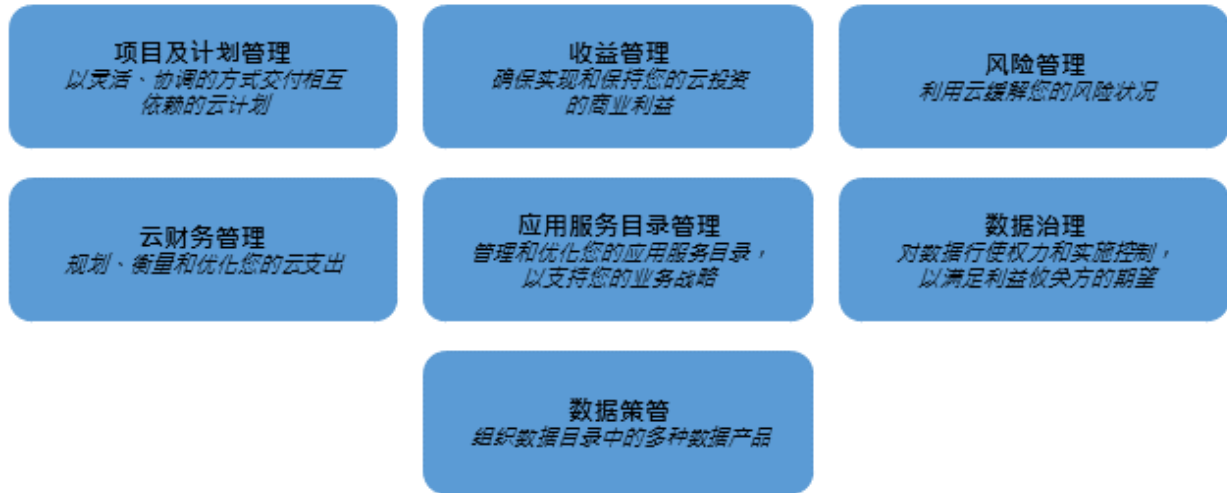 项目及计划管理
以灵活、协调的方式交付相互
依赖的云计划
收益管理
确保实现和保持您的云投资
的商业利益
风险管理
利用云缓解您的风险状况
云财务管理
规划、衡量和优化您的云支出
应用服务目录管理
管理和优化您的应用服务目录，
以支持您的业务战略
数据治理
对数据行使权力和实施控制，
以满足利益攸关方的期望
数据策管
组织数据目录中的多种数据产品